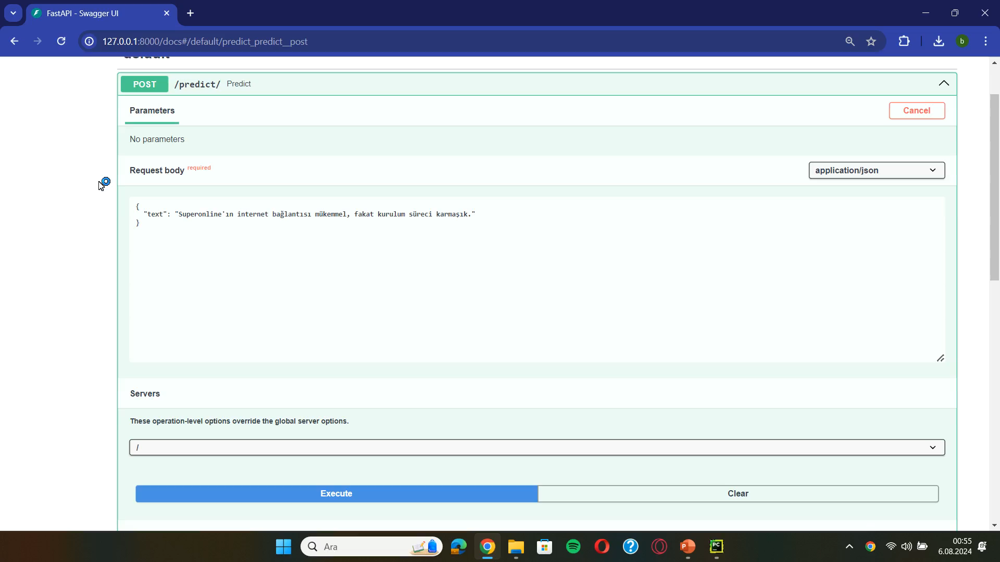 FastAPI - Swagger UI
127.0.0.1:8000/docs#/default/predict_predict__post
b
default
POST /predict/ Predict
Parameters
Cancel
No parameters
Request body required
application/json
{
"text": "Superonline'ın internet bağlantısı mükemmel, fakat kurulum süreci karmaşık."
}
Servers
These operation-level options override the global server options.
/
Execute
Clear
Ara
PC
00:55
6.08.2024